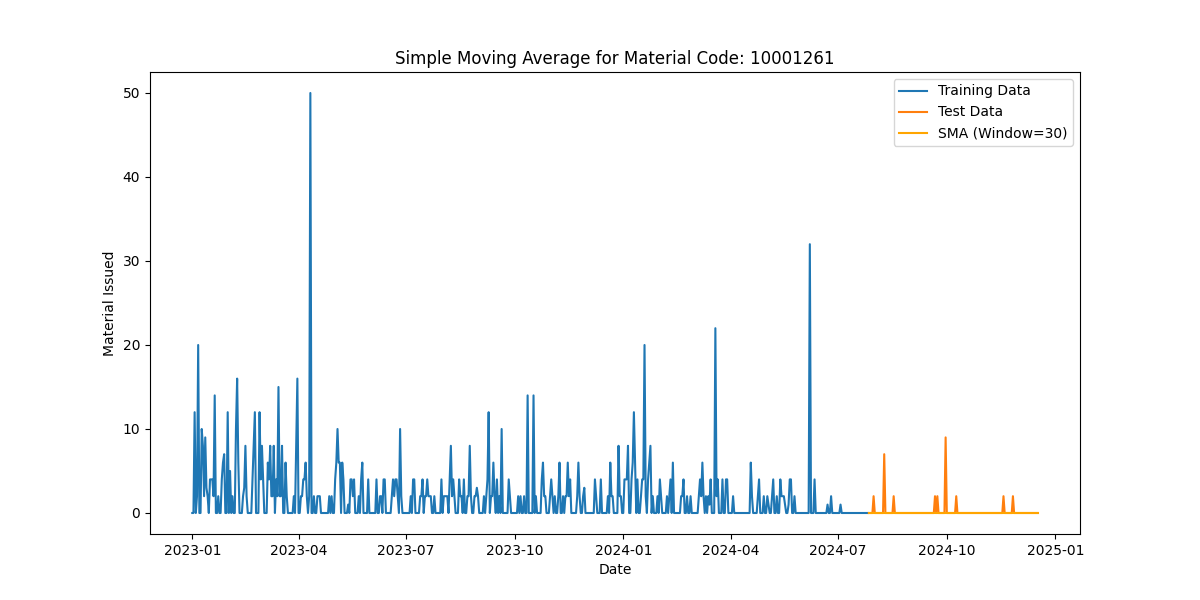 Simple Moving Average for Material Code: 10001261
Training Data
Test Data
SMA (Window=30)
Material Issued
50
40
30
20
10
0
2023-01 2023-04 2023-07 2023-10 2024-01 2024-04 2024-07 2024-10 2025-01
Date